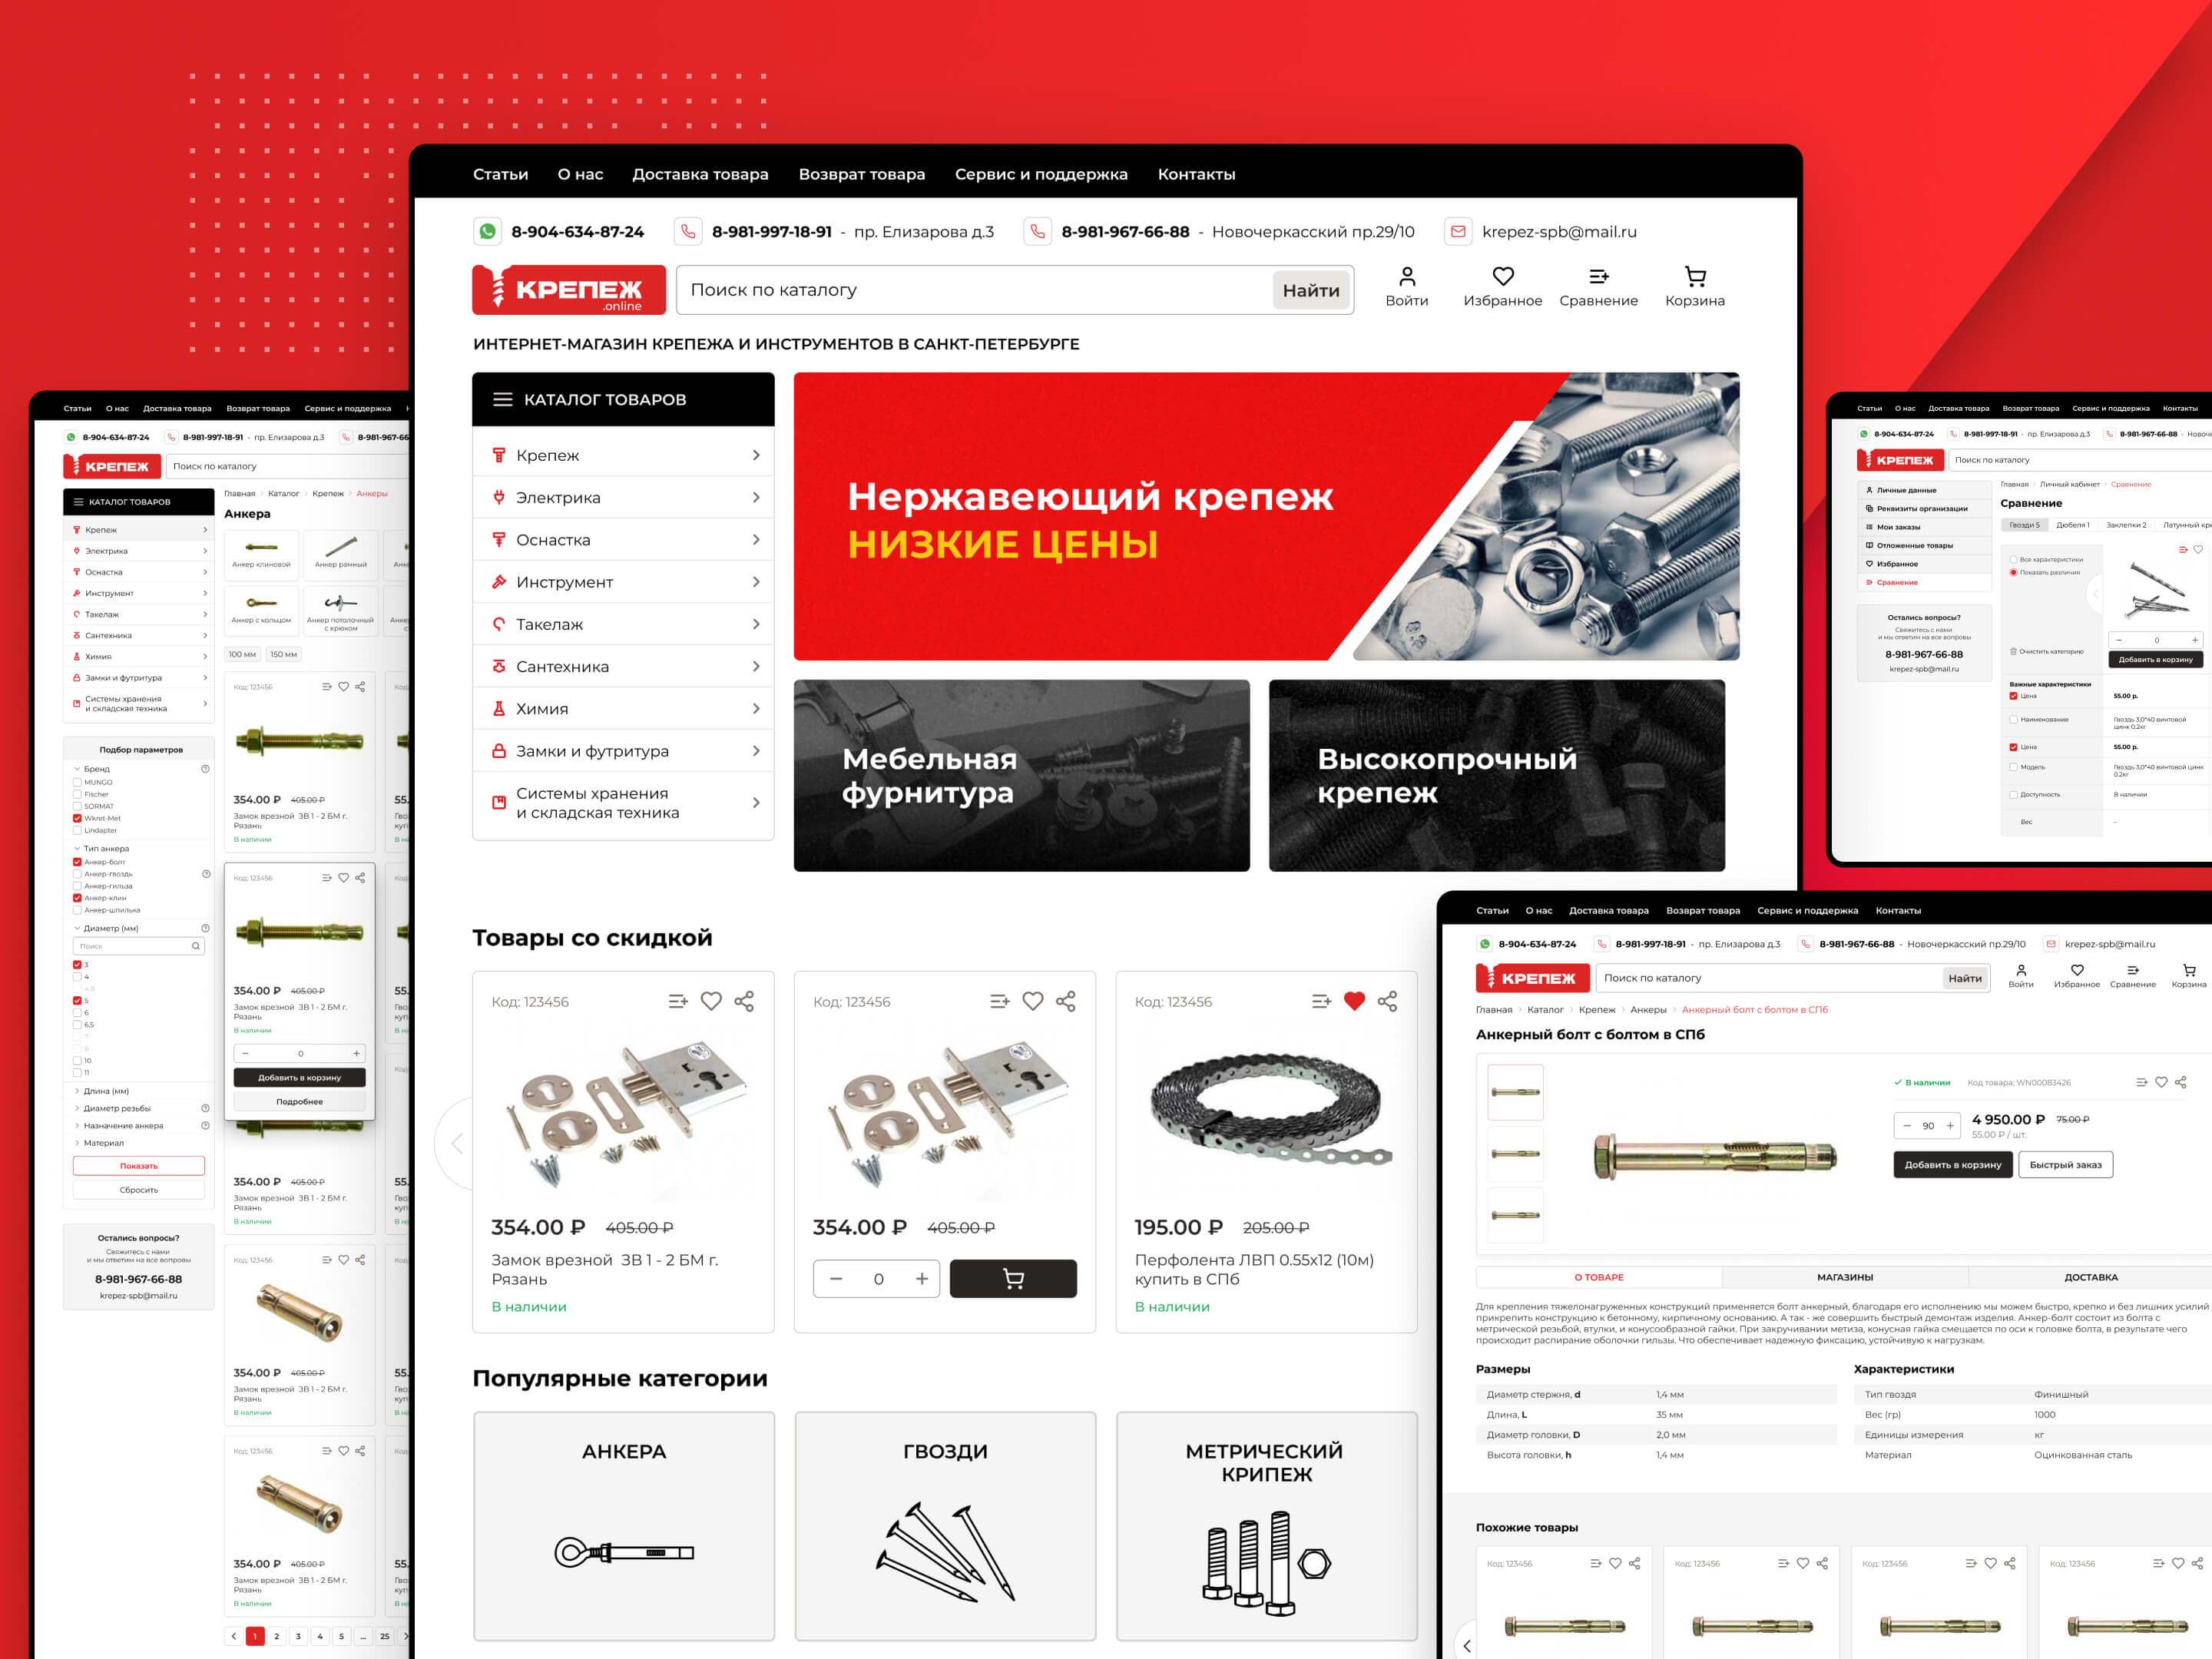 Статьи О нас Доставка товара Возврат товара Сервис и поддержка Контакты
8-904-634-87-24 8-981-997-18-91 - пр. Елизарова д.3 8-981-967-66-88 - Новочеркасский пр.29/10 krepez-spb@mail.ru
КРЕПЕЖ
.online
Поиск по каталогу
Найти
Войти Избранное Сравнение Корзина
ИНТЕРНЕТ-МАГАЗИН КРЕПЕЖА И ИНСТРУМЕНТОВ В САНКТ-ПЕТЕРБУРГЕ
КАТАЛОГ ТОВАРОВ
Крепеж
Электрика
Оснастка
Инструмент
Такелаж
Сантехника
Химия
Замки и футритура
Системы хранения
и складская техника
Нержавеющий крепеж
НИЗКИЕ ЦЕНЫ
Мебельная
фурнитура
Высокопрочный
крепеж
Товары со скидкой
Код: 123456
354.00 ₽ 405.00 ₽
Замок врезной ЗВ 1 - 2 БМ г.
Рязань
В наличии
Код: 123456
354.00 ₽ 405.00 ₽
− 0 +
Код: 123456
195.00 ₽ 205.00 ₽
Перфолента ЛВП 0.55х12 (10м)
купить в СПб
В наличии
Популярные категории
АНКЕРА
ГВОЗДИ
МЕТРИЧЕСКИЙ
КРИПЕЖ
Статьи О нас Доставка товара Возврат товара Сервис и поддержка
8-904-634-87-24 8-981-997-18-91 - пр. Елизарова д.3 8-981-967-66
КРЕПЕЖ
Поиск по каталогу
КАТАЛОГ ТОВАРОВ
Крепеж
Электрика
Оснастка
Инструмент
Такелаж
Сантехника
Химия
Замки и футритура
Системы хранения
и складская техника
Подбор параметров
Бренд
MUNGO
Fischer
SORMAT
Wkret-Met
Lindapter
Тип анкера
Анкер-болт
Анкер-гвоздь
Анкер-гильза
Анкер-клин
Анкер-шпилька
Диаметр (мм)
Поиск
3
4
4,8
5
6
6,5
10
11
Длина (мм)
Диаметр резьбы
Назначение анкера
Материал
Показать
Сбросить
Остались вопросы?
Свяжитесь с нами
и мы ответим на все вопровы
8-981-967-66-88
krepez-spb@mail.ru
Главная Каталог Крепеж Анкеры
Анкера
Анкер клиновой Анкер рамный
Анкер с кольцом Анкер потолочный
с крюком
100 мм 150 мм
Код: 123456
354.00 ₽ 405.00 ₽ 55.
Замок врезной ЗВ 1 - 2 БМ г.
Рязань
В наличии
Код: 123456
354.00 ₽ 405.00 ₽ 55.
Замок врезной ЗВ 1 - 2 БМ г.
Рязань
В наличии
− 0 +
Добавить в корзину
Подробнее
354.00 ₽ 405.00 ₽ 55.
Замок врезной ЗВ 1 - 2 БМ г.
Рязань
В наличии
Код: 123456
354.00 ₽ 405.00 ₽ 55.
Замок врезной ЗВ 1 - 2 БМ г.
Рязань
В наличии
Код: 123456
354.00 ₽ 405.00 ₽ 55.
Замок врезной ЗВ 1 - 2 БМ г.
Рязань
В наличии
1 2 3 4 5 ... 25
Статьи О нас Доставка товара Возврат товара Сервис и поддержка Контакты
8-904-634-87-24 8-981-997-18-91 - пр. Елизарова д.3 8-981-967-66-88 - Новоче
КРЕПЕЖ
Поиск по каталогу
Личные данные
Реквизиты организации
Мои заказы
Отложенные товары
Избранное
Сравнение
Остались вопросы?
Свяжитесь с нами
и мы ответим на все вопровы
8-981-967-66-88
krepez-spb@mail.ru
Главная Личный кабинет Сравнение
Сравнение
Гвозди 5 Дюбеля 1 Заклепки 2 Латунный кре
Все характеристики
Показать различия
Очистить категорию
− 0 +
Добавить в корзину
Важные характеристики
Цена 55.00 р.
Наименование Гвоздь 3,0*40 винтовой
цинк 0.2кг
Цена 55.00 р.
Модель Гвоздь 3,0*40 винтовой цинк
0.2кг
Доступность В наличии
Вес –
Статьи О нас Доставка товара Возврат товара Сервис и поддержка Контакты
8-904-634-87-24 8-981-997-18-91 - пр. Елизарова д.3 8-981-967-66-88 - Новочеркасский пр.29/10 krepez-spb@mail.ru
КРЕПЕЖ
Поиск по каталогу
Найти
Войти Избранное Сравнение Корзина
Главная Каталог Крепеж Анкеры Анкерный болт с болтом в СПб
Анкерный болт с болтом в СПб
В наличии Код товара: WN00083426
− 90 + 4 950.00 ₽ 75.00 ₽
55.00 ₽ / шт.
Добавить в корзину Быстрый заказ
О ТОВАРЕ МАГАЗИНЫ ДОСТАВКА
Для крепления тяжелонагруженных конструкций применяется болт анкерный, благодаря его исполнению мы можем быстро, крепко и без лишних усилий
прикрепить конструкцию к бетонному, кирпичному основанию. А так - же совершить быстрый демонтаж изделия. Анкер-болт состоит из болта с
метрической резьбой, втулки, и конусообразной гайки. При закручивании метиза, конусная гайка смещается по оси к головке болта, в результате чего
происходит распирание оболочки гильзы. Что обеспечивает надежную фиксацию, устойчивую к нагрузкам.
Размеры
Диаметр стержня, d 1,4 мм
Длина, L 35 мм
Диаметр головки, D 2,0 мм
Высота головки, h 1,4 мм
Характеристики
Тип гвоздя Финишный
Вес (гр) 1000
Единицы измерения кг
Материал Оцинкованная сталь
Похожие товары
Код: 123456 Код: 123456 Код: 123456 Код: 123456